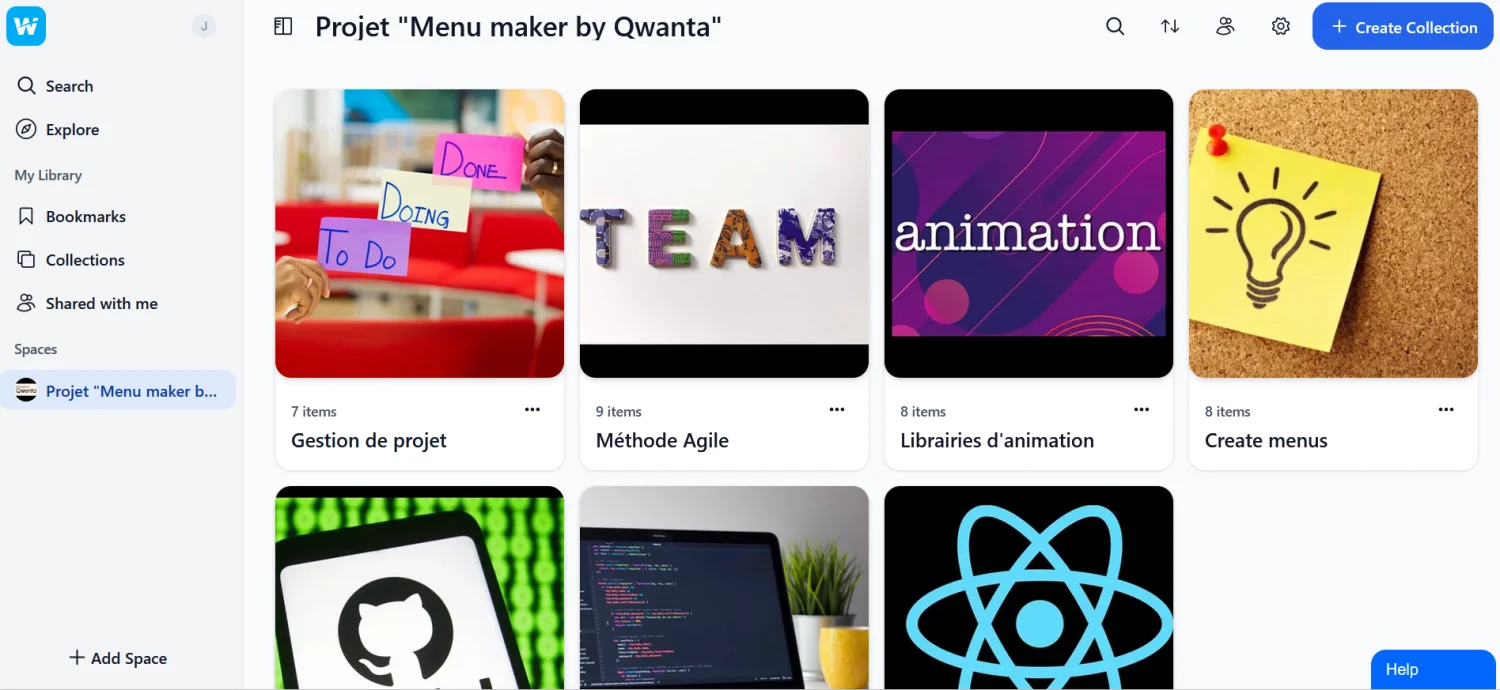 W
J
Projet "Menu maker by Qwanta"
+ Create Collection
Search
Explore
My Library
Bookmarks
Collections
Shared with me
Spaces
Projet "Menu maker b...
+ Add Space
DONE
DOING
TO DO
7 items
Gestion de projet
TEAM
9 items
Méthode Agile
animation
8 items
Librairies d'animation
8 items
Create menus
Help